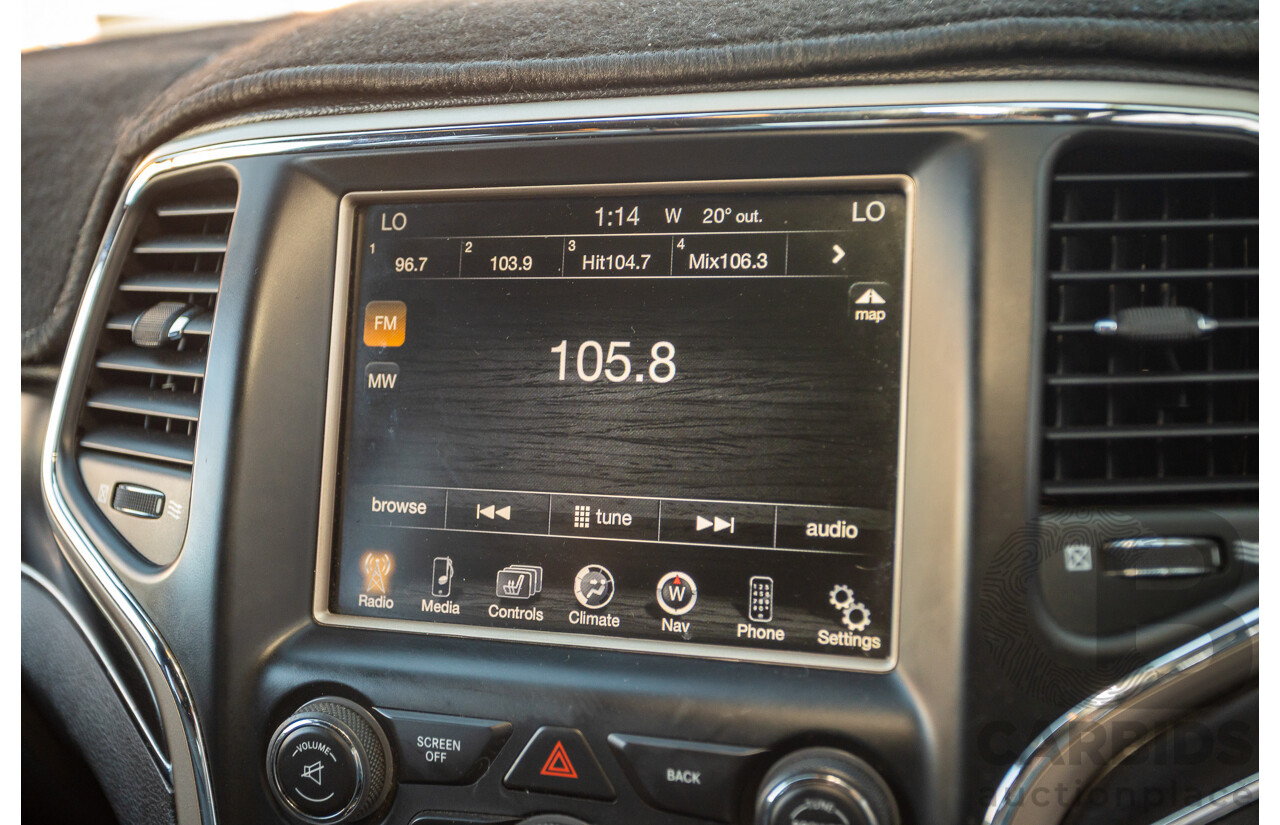 LO 1:14 W 20° out. LO
1 96.7 2 103.9 3 Hit104.7 4 Mix106.3
map
FM
105.8
MW
browse tune audio
Radio Media Controls Climate W Nav Phone Settings
VOLUME
SCREEN
OFF
BACK
TUNE
CARBIDS
auctionplace